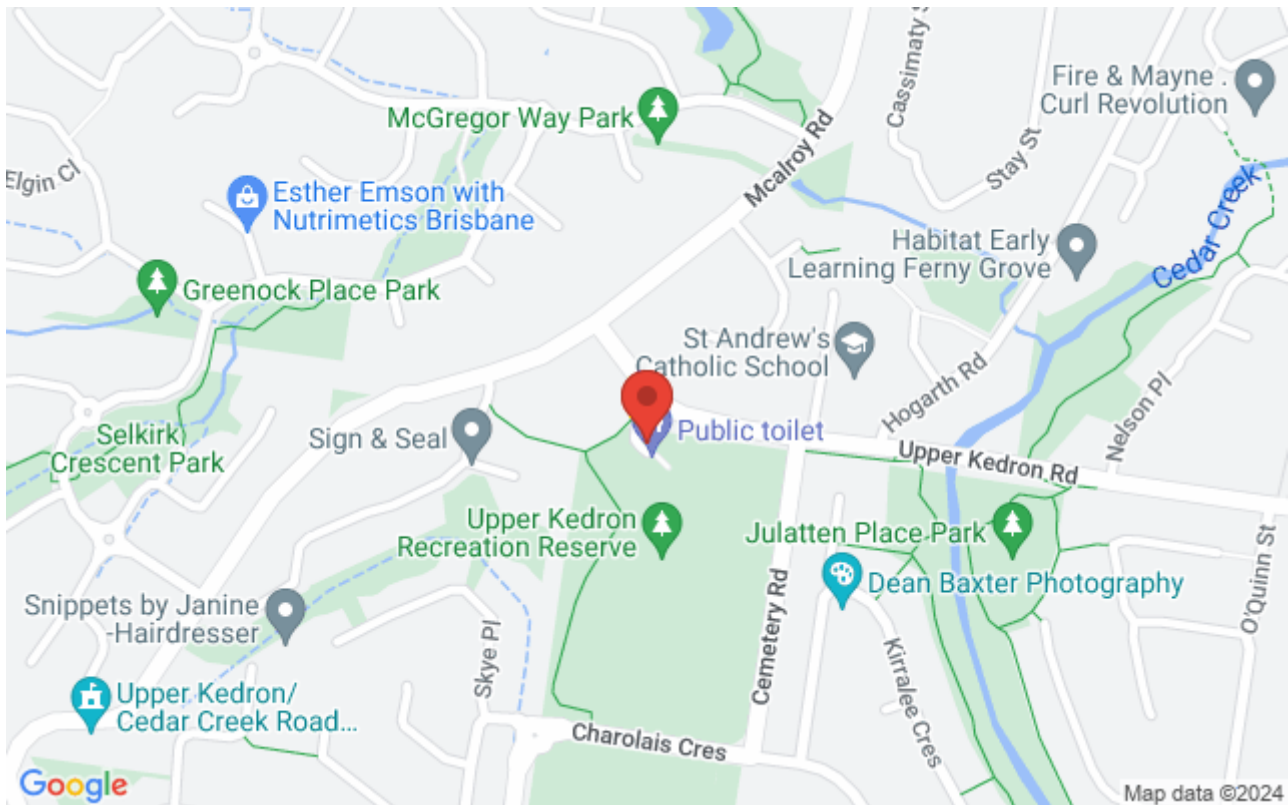 Fire & Mayne .
Curl Revolution
Cassimaty S
McGregor Way Park
Mcalroy Rd
Stay St
Elgin Cl
Esther Emson with
Nutrimetics Brisbane
Habitat Early
Learning Ferny Grove
Cedar Creek
Greenock Place Park
St Andrew's
Catholic School
Hogarth Rd
Nelson Pl
Selkirk
Crescent Park
Sign & Seal
Public toilet
Upper Kedron Rd
Upper Kedron
Recreation Reserve
Julatten Place Park
Cemetery Rd
Dean Baxter Photography
O'Quinn St
Snippets by Janine
-Hairdresser
Skye Pl
Kirralee Cres
Upper Kedron/
Cedar Creek Road...
Charolais Cres
Google
Map data ©2024